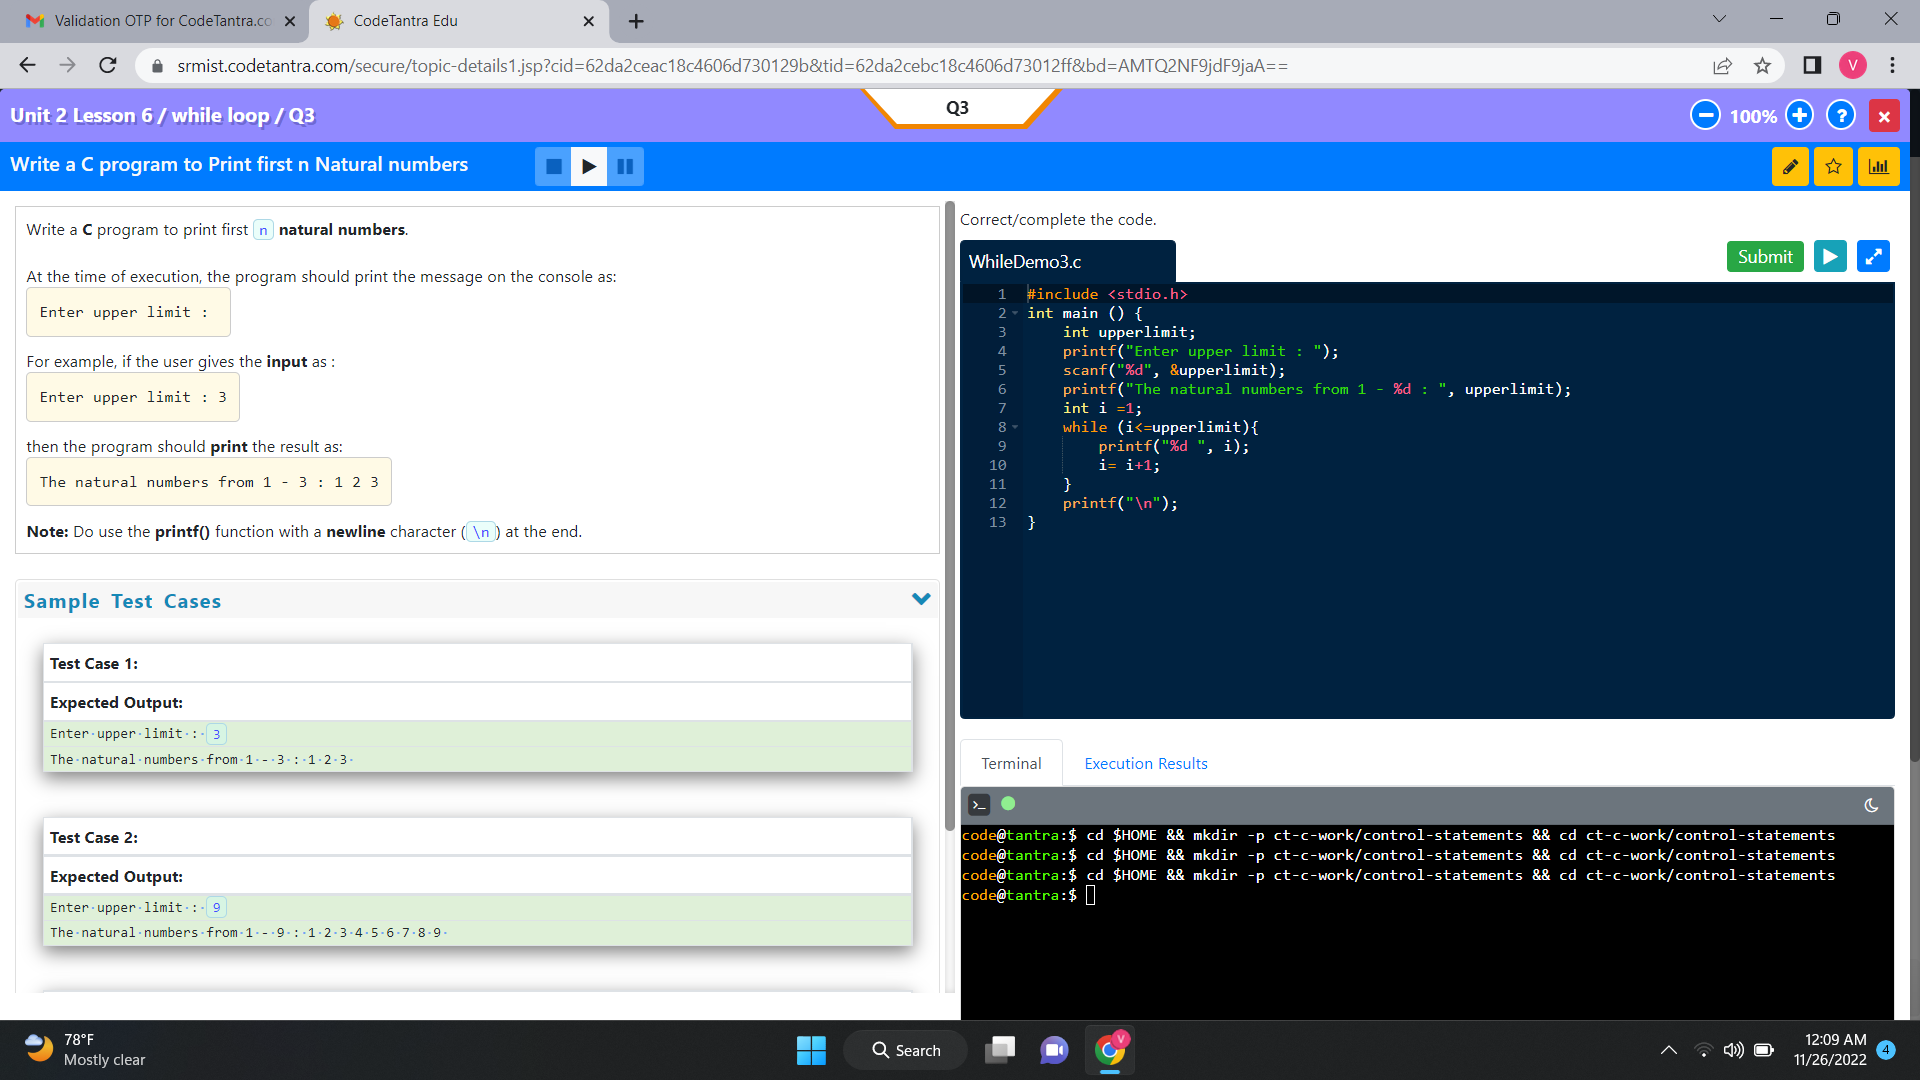 Validation OTP for CodeTantra.co
CodeTantra Edu
srmist.codetantra.com/secure/topic-details1.jsp?cid=62da2ceac18c4606d730129b&tid=62da2cebc18c4606d73012ff&bd=AMTQ2NF9jdF9jaA==
V
Unit 2 Lesson 6 / while loop / Q3
Q3
100%
?
Write a C program to Print first n Natural numbers
Write a C program to print first n natural numbers.
At the time of execution, the program should print the message on the console as:
Enter upper limit :
For example, if the user gives the input as :
Enter upper limit : 3
then the program should print the result as:
The natural numbers from 1 - 3 : 1 2 3
Note: Do use the printf() function with a newline character ( \n ) at the end.
Sample Test Cases
Test Case 1:
Expected Output:
Enter·upper·limit·:· 3
The·natural·numbers·from·1·-·3·:·1·2·3·
Test Case 2:
Expected Output:
Enter·upper·limit·:· 9
The·natural·numbers·from·1·-·9·:·1·2·3·4·5·6·7·8·9·
Correct/complete the code.
WhileDemo3.c
Submit
1 #include <stdio.h>
2 int main () {
3 int upperlimit;
4 printf("Enter upper limit : ");
5 scanf("%d", &upperlimit);
6 printf("The natural numbers from 1 - %d : ", upperlimit);
7 int i =1;
8 while (i<=upperlimit){
9 printf("%d ", i);
10 i= i+1;
11 }
12 printf("\n");
13 }
Terminal
Execution Results
code@tantra:$ cd $HOME && mkdir -p ct-c-work/control-statements && cd ct-c-work/control-statements
code@tantra:$ cd $HOME && mkdir -p ct-c-work/control-statements && cd ct-c-work/control-statements
code@tantra:$ cd $HOME && mkdir -p ct-c-work/control-statements && cd ct-c-work/control-statements
code@tantra:$
78°F
Mostly clear
Search
V
12:09 AM
11/26/2022
4